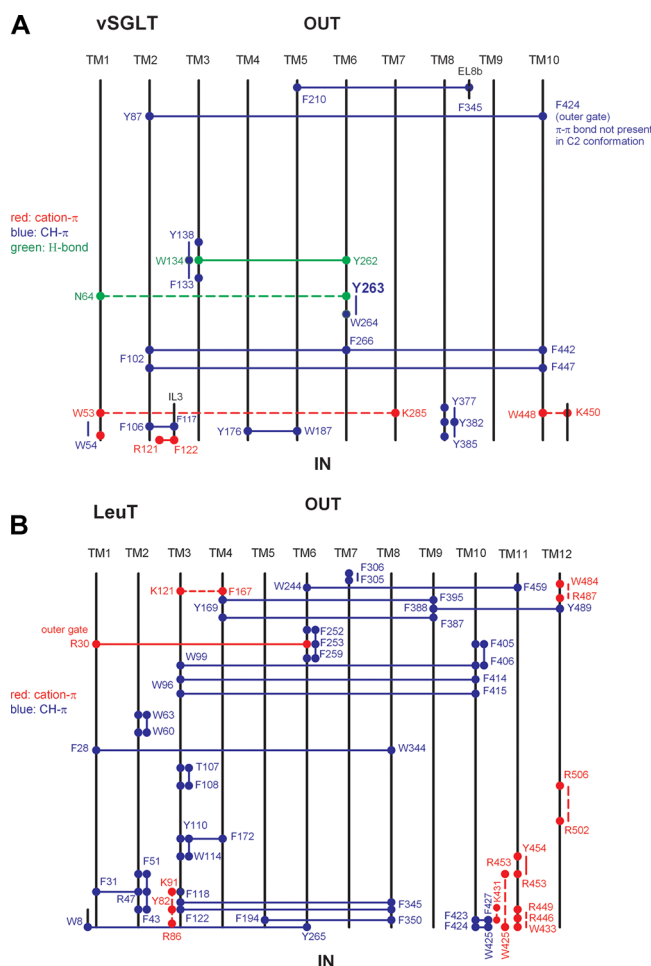 A
vSGLT OUT
TM1 TM2 TM3 TM4 TM5 TM6 TM7 TM8 TM9 TM10
EL8b
F210 F345
Y87 F424
(outer gate)
π-π bond not present
in C2 conformation
red: cation-π
blue: CH-π
green: H-bond
Y138
W134 Y262
F133
N64 Y263
W264
F266 F442
F102
F447
IL3
W53 K285 Y377 W448 K450
F106 F117 Y176 W187 Y382
W54
R121 F122 Y385
IN
B
LeuT OUT
TM1 TM2 TM3 TM4 TM5 TM6 TM7 TM8 TM9 TM10 TM11 TM12
F306
F305
K121 F167 W244 F459 W484
R487
Y169 F395
F388 Y489
F387
outer gate
R30 F252
F253 F405
F259
W99 F406
W96 F414
F415
red: cation-π
blue: CH-π
W63
W60
F28 W344
T107
F108
R506
R502
Y110
F172
W114
Y454
F51 R453
F31 K91 R453
R47 F118 K431
Y82 F345 F427 R449
F43 F122 R446
W8 R86 F194 F350 F423
Y265 F424 W425 W425 W433
IN